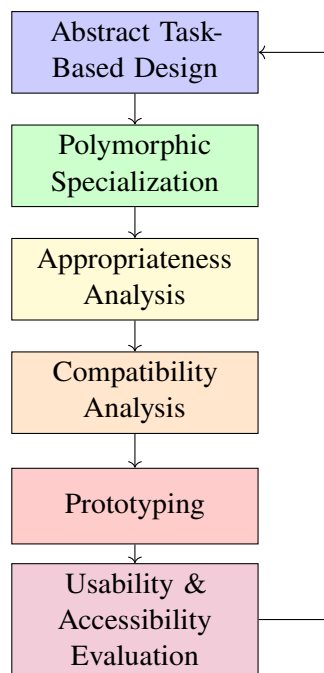 Abstract Task-
Based Design
Polymorphic
Specialization
Appropriateness
Analysis
Compatibility
Analysis
Prototyping
Usability &
Accessibility
Evaluation